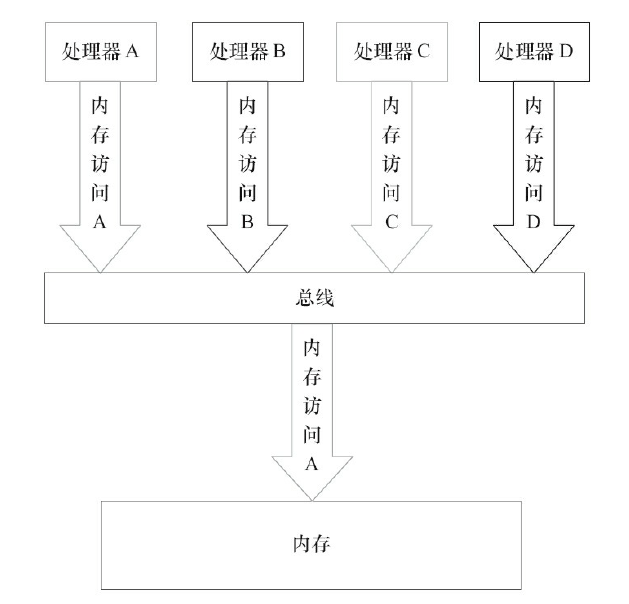 处理器 A
处理器 B
处理器 C
处理器 D
内存访问 A
内存访问 B
内存访问 C
内存访问 D
总线
内存访问 A
内存